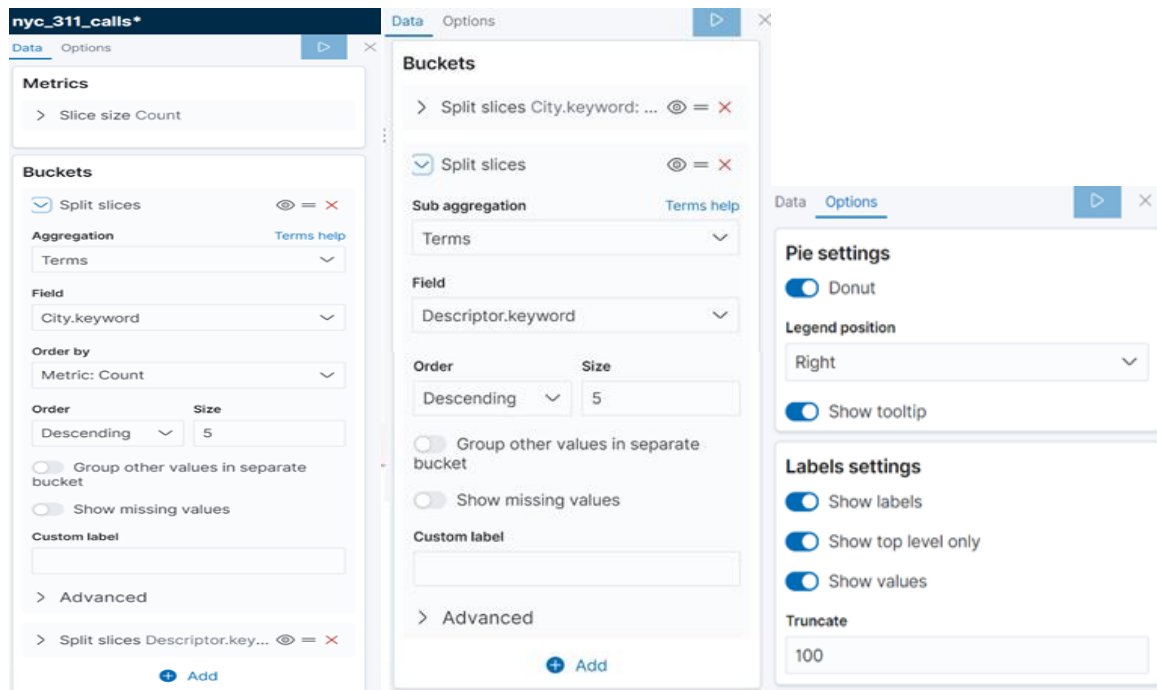 nyc_311_calls*
Data Options
Metrics
Slice size Count
Buckets
Split slices
Aggregation Terms help
Terms
Field
City.keyword
Order by
Metric: Count
Order Size
Descending 5
Group other values in separate
bucket
Show missing values
Custom label
Advanced
Split slices Descriptor.key...
Add
Data Options
Buckets
Split slices City.keyword: ...
Split slices
Sub aggregation Terms help
Terms
Field
Descriptor.keyword
Order Size
Descending 5
Group other values in separate
bucket
Show missing values
Custom label
Advanced
Add
Data Options
Pie settings
Donut
Legend position
Right
Show tooltip
Labels settings
Show labels
Show top level only
Show values
Truncate
100